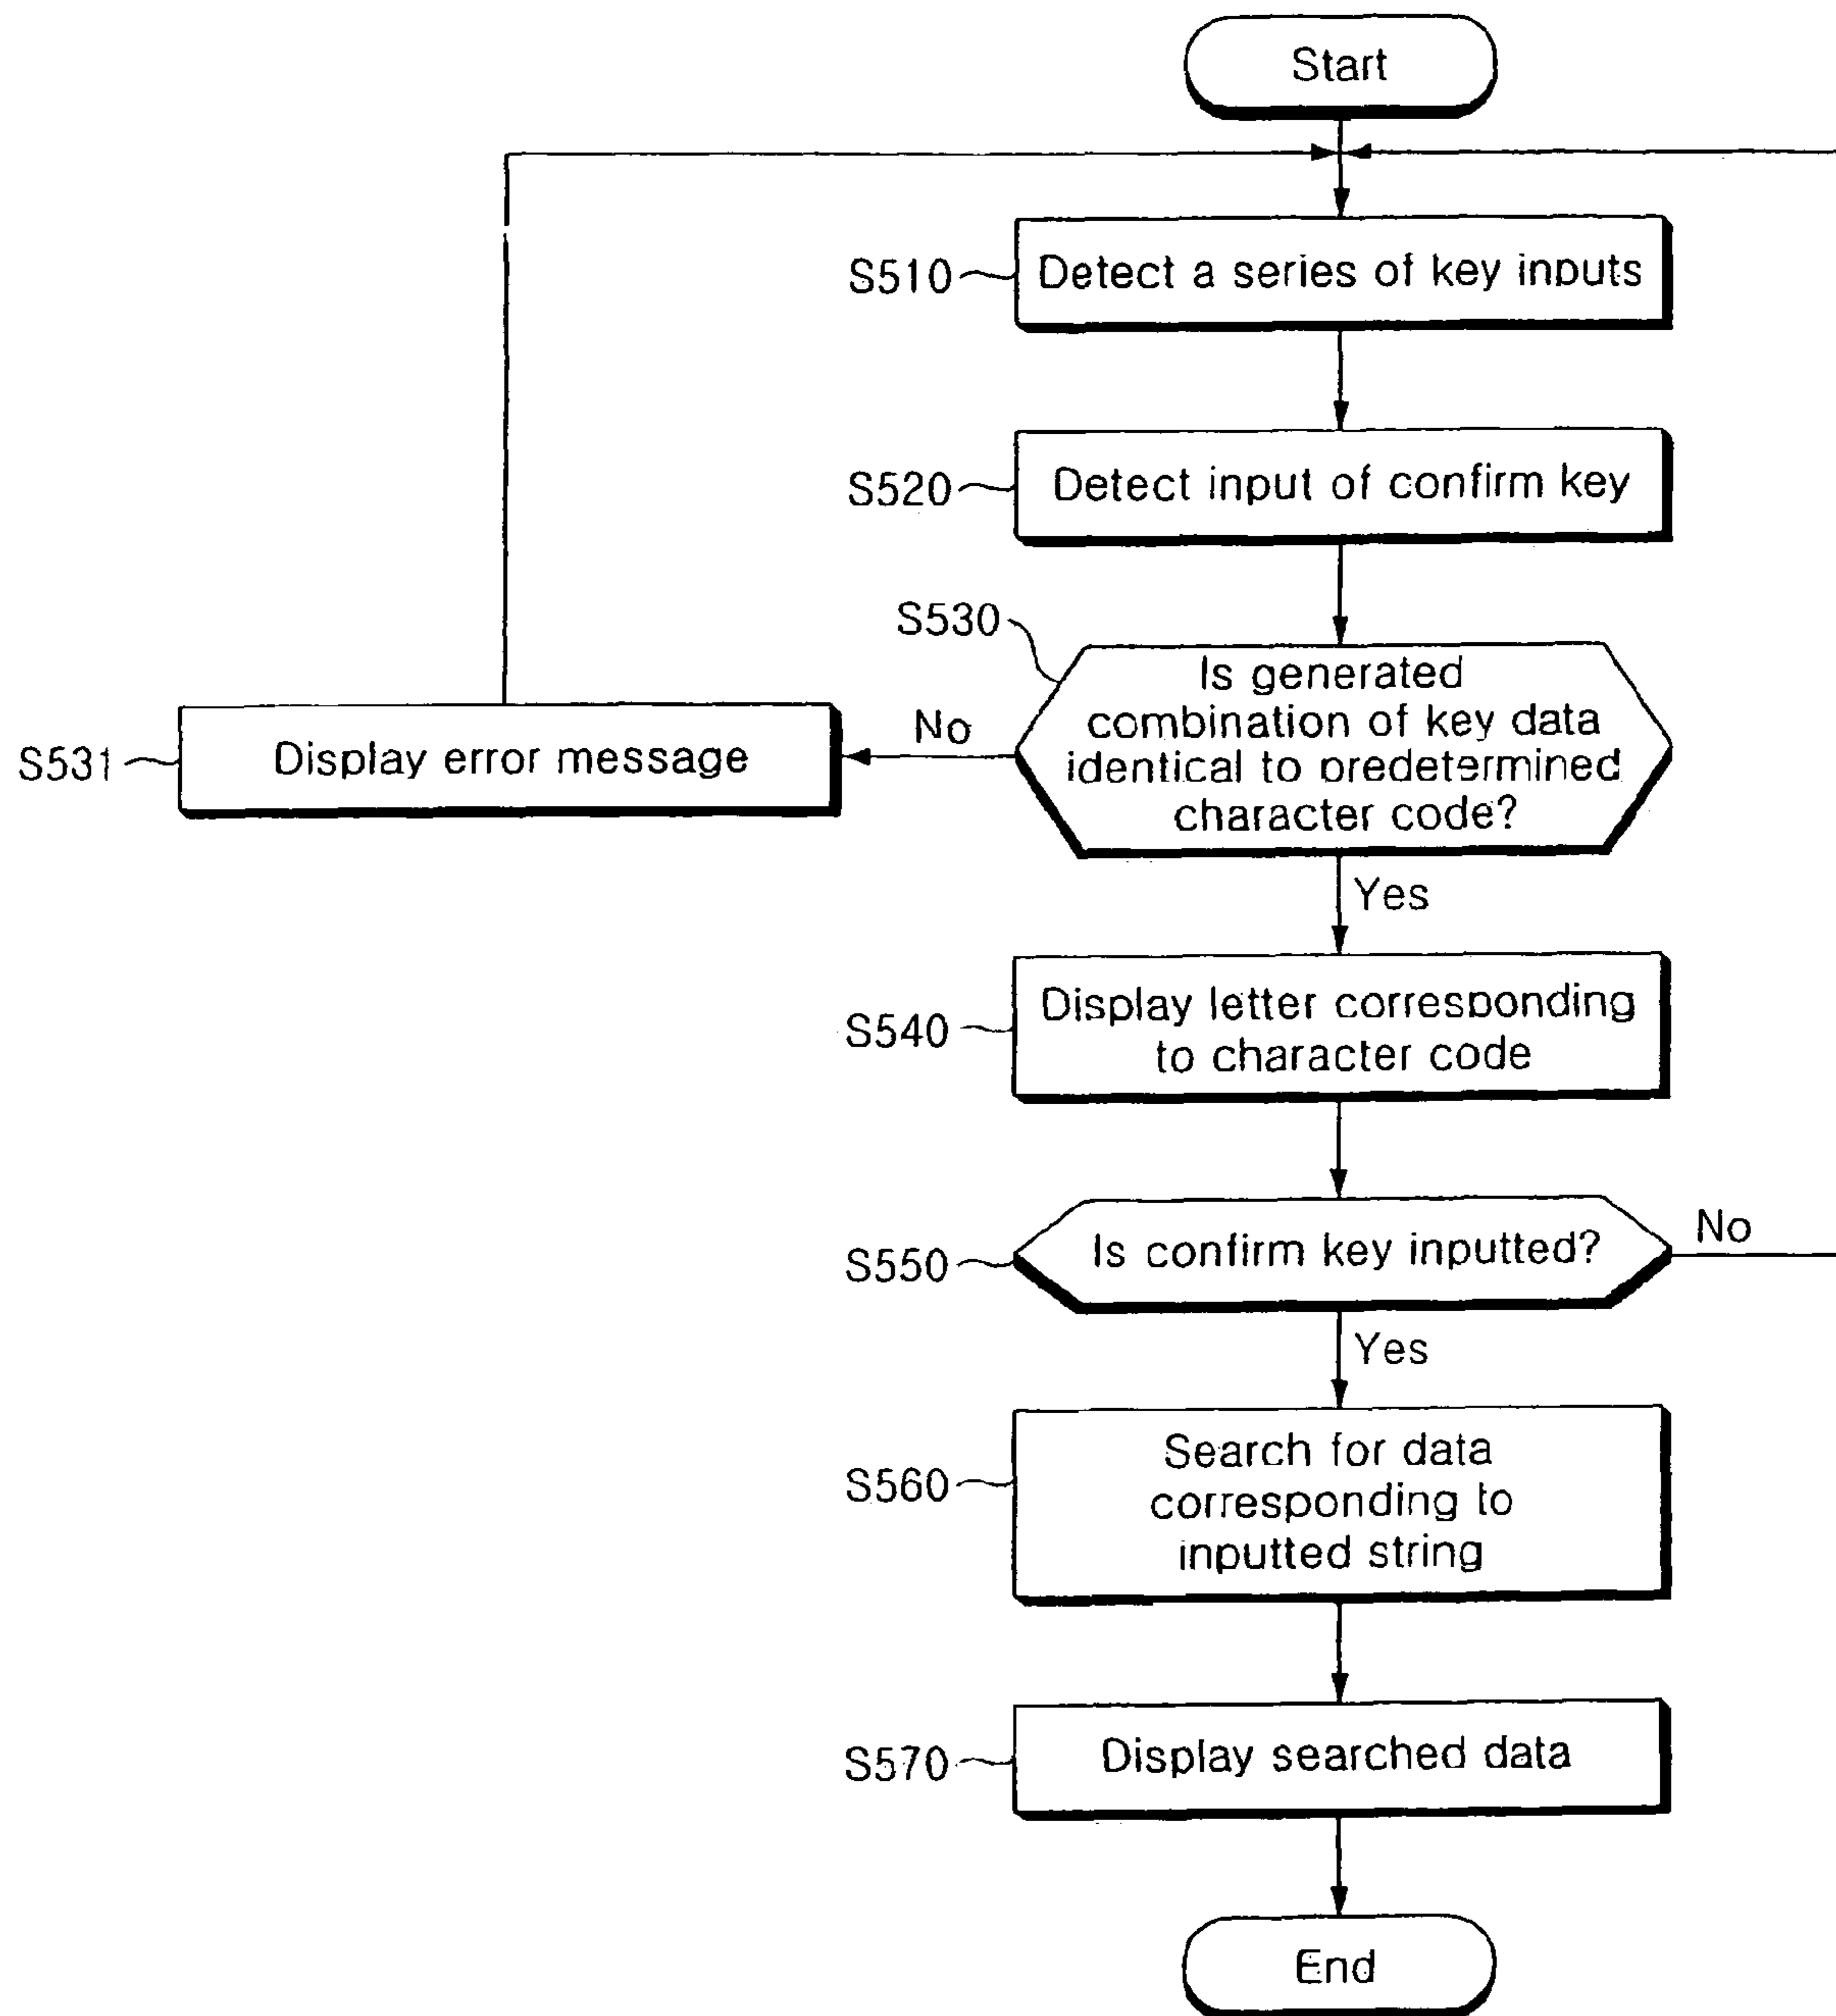 Start
S510
Detect a series of key inputs
S520
Detect input of confirm key
S530
Is generated
combination of key data
identical to predetermined
character code?
No
S531
Display error message
Yes
S540
Display letter corresponding
to character code
S550
Is confirm key inputted?
No
Yes
S560
Search for data
corresponding to
inputted string
S570
Display searched data
End